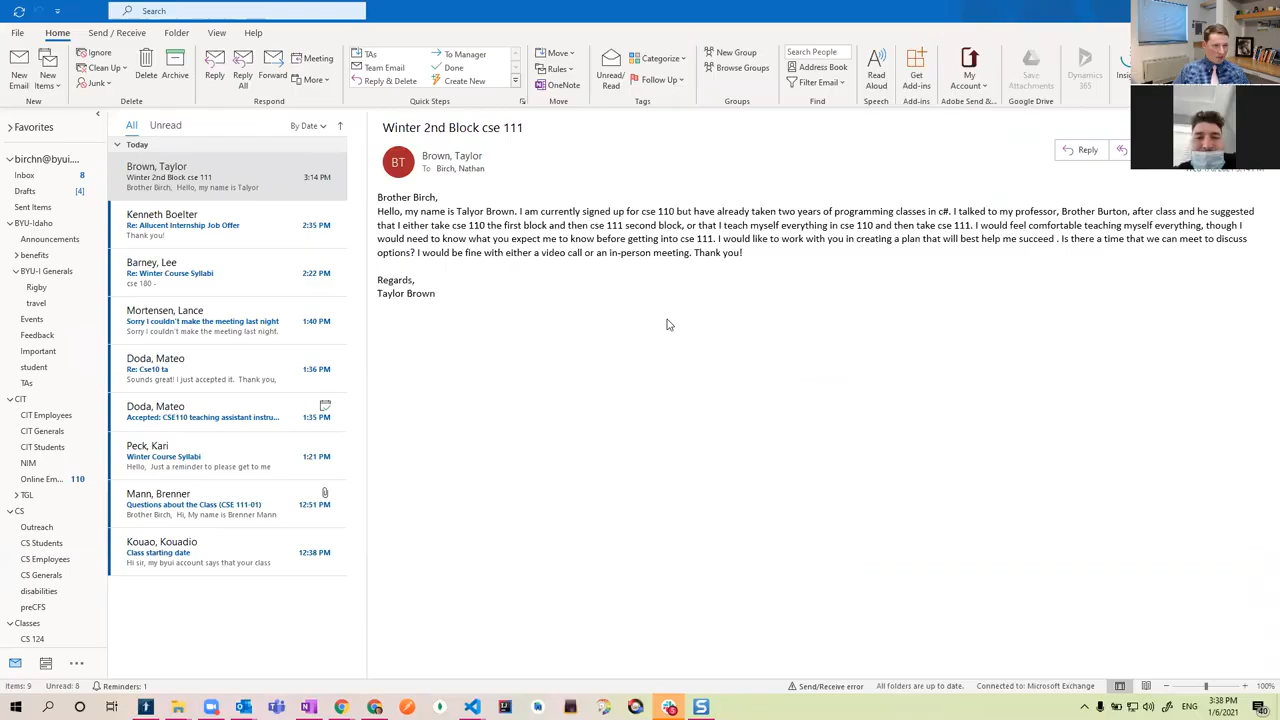 Search
File Home Send / Receive Folder View Help
New Email
New Items
New
Ignore
Clean Up
Junk
Delete
Archive
Delete
Reply
Reply All
Forward
Meeting
More
Respond
TAs
Team Email
Reply & Delete
To Manager
Done
Create New
Quick Steps
Move
Rules
OneNote
Move
Unread/ Read
Categorize
Follow Up
Tags
New Group
Browse Groups
Groups
Search People
Address Book
Filter Email
Find
Read Aloud
Speech
Get Add-ins
Add-ins
My Account
Adobe Send &...
Save Attachments
Google Drive
Dynamics 365
Insi
Favorites
birchn@byui....
Inbox 8
Drafts [4]
Sent Items
BYU-Idaho
Announcements
benefits
BYU-I Generals
Rigby
travel
Events
Feedback
Important
student
TAs
CIT
CIT Employees
CIT Generals
CIT Students
NIM
Online Em... 110
TGL
CS
Outreach
CS Students
CS Employees
CS Generals
disabilities
preCFS
Classes
CS 124
All Unread By Date
Today
Brown, Taylor
Winter 2nd Block cse 111 3:14 PM
Brother Birch, Hello, my name is Talyor
Kenneth Boelter
Re: Allucent Internship Job Offer 2:35 PM
Thank you!
Barney, Lee
Re: Winter Course Syllabi 2:22 PM
cse 180 -
Mortensen, Lance
Sorry I couldn't make the meeting last night 1:40 PM
Sorry I couldn't make the meeting last night.
Doda, Mateo
Re: Cse10 ta 1:36 PM
Sounds great! I just accepted it. Thank you,
Doda, Mateo
Accepted: CSE110 teaching assistant instru... 1:35 PM
Peck, Kari
Winter Course Syllabi 1:21 PM
Hello, Just a reminder to please get to me
Mann, Brenner
Questions about the Class (CSE 111-01) 12:51 PM
Brother Birch, Hi, My name is Brenner Mann
Kouao, Kouadio
Class starting date 12:38 PM
Hi sir, my byui account says that your class
Winter 2nd Block cse 111
BT
Brown, Taylor
To Birch, Nathan
Reply
Brother Birch,
Hello, my name is Talyor Brown. I am currently signed up for cse 110 but have already taken two years of programming classes in c#. I talked to my professor, Brother Burton, after class and he suggested
that I either take cse 110 the first block and then cse 111 second block, or that I teach myself everything in cse 110 and then take cse 111. I would feel comfortable teaching myself everything, though I
would need to know what you expect me to know before getting into cse 111. I would like to work with you in creating a plan that will best help me succeed . Is there a time that we can meet to discuss
options? I would be fine with either a video call or an in-person meeting. Thank you!
Regards,
Taylor Brown
Items: 9 Unread: 8 Reminders: 1 Send/Receive error All folders are up to date. Connected to: Microsoft Exchange 100%
ENG
3:38 PM
1/6/2021
40